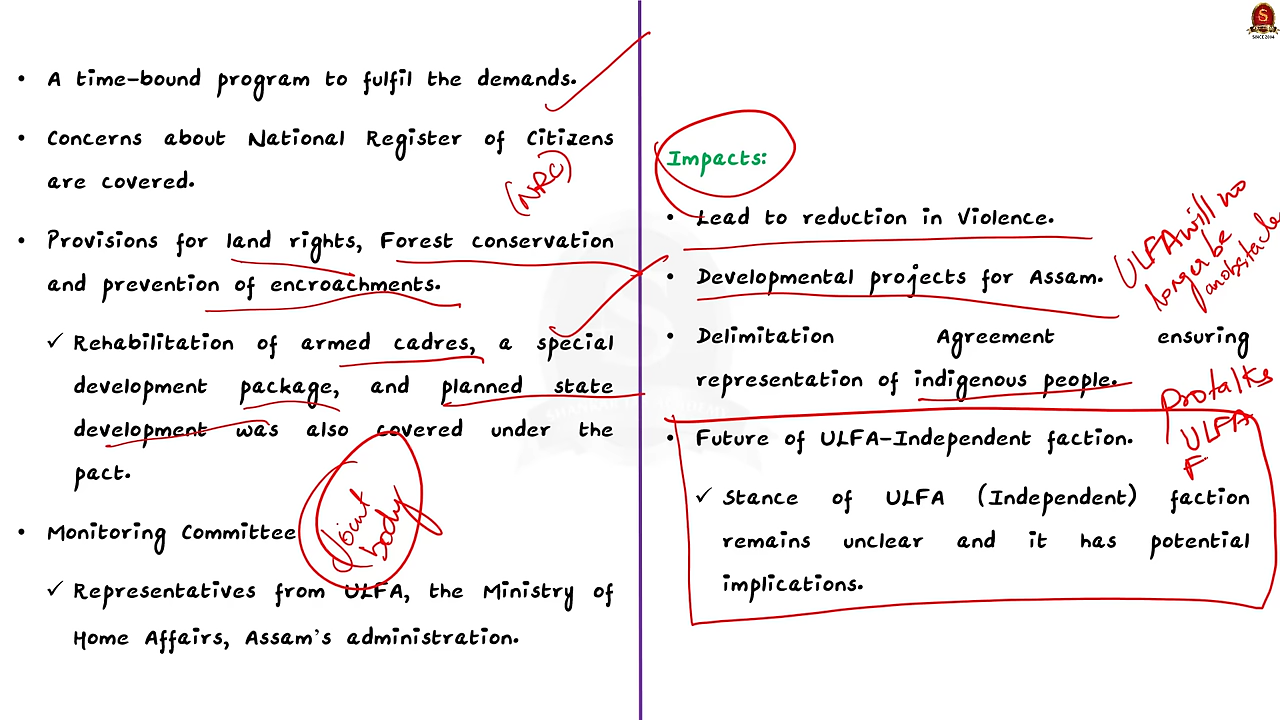 • A time-bound program to fulfil the demands.
• Concerns about National Register of Citizens
are covered.
(NRC)
• Provisions for land rights, Forest conservation
and prevention of encroachments.
✓ Rehabilitation of armed cadres, a special
development package, and planned state
development was also covered under the
pact.
• Monitoring Committee
Joint
body
✓ Representatives from ULFA, the Ministry of
Home Affairs, Assam's administration.
Impacts:
• Lead to reduction in Violence.
• Developmental projects for Assam.
ULFA will no
longer be
an obstacle
• Delimitation Agreement ensuring
representation of indigenous people.
Protalks
ULFA
F
• Future of ULFA-Independent faction.
✓ Stance of ULFA (Independent) faction
remains unclear and it has potential
implications.
S
SINCE 2004